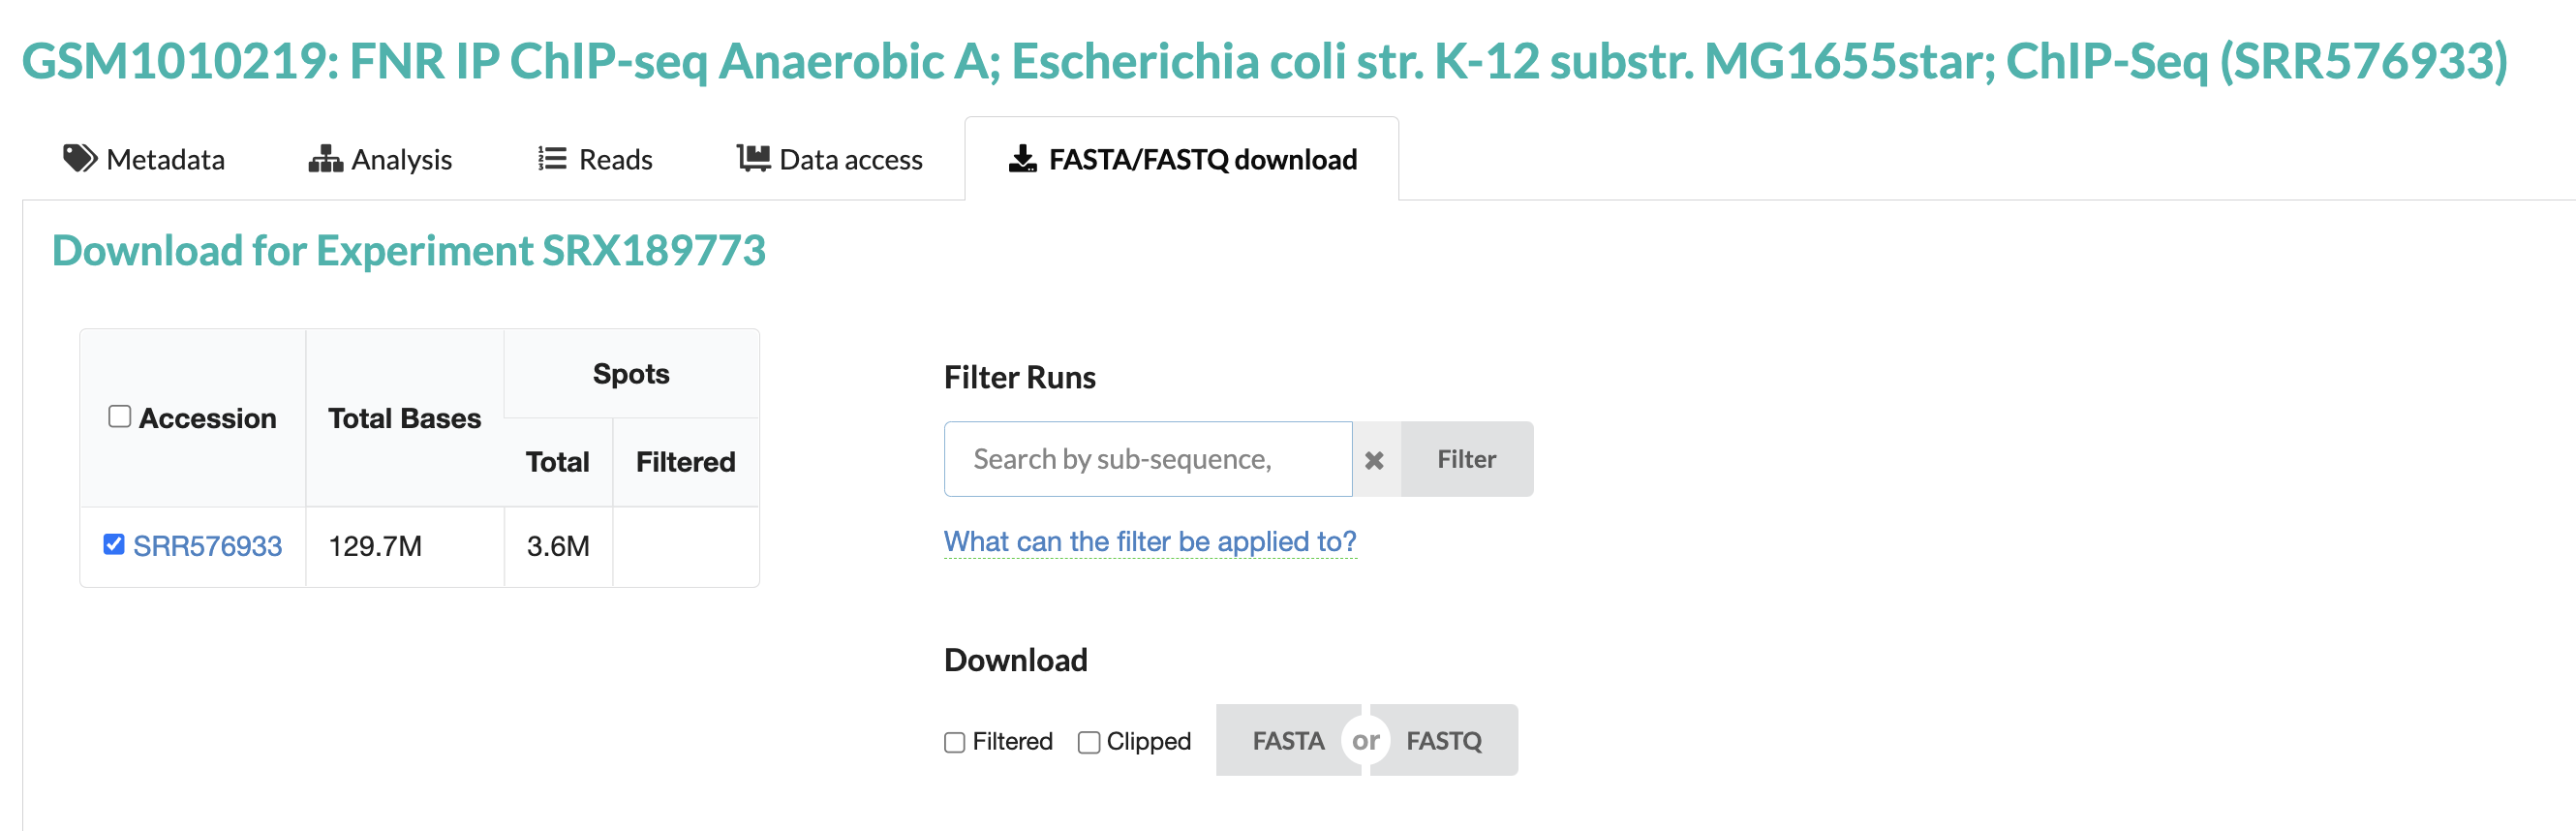 GSM1010219: FNR IP ChIP-seq Anaerobic A; Escherichia coli str. K-12 substr. MG1655star; ChIP-Seq (SRR576933)
Metadata Analysis Reads Data access FASTA/FASTQ download
Download for Experiment SRX189773
Accession Total Bases Spots
Total Filtered
SRR576933 129.7M 3.6M
Filter Runs
Search by sub-sequence, Filter
What can the filter be applied to?
Download
Filtered Clipped FASTA or FASTQ